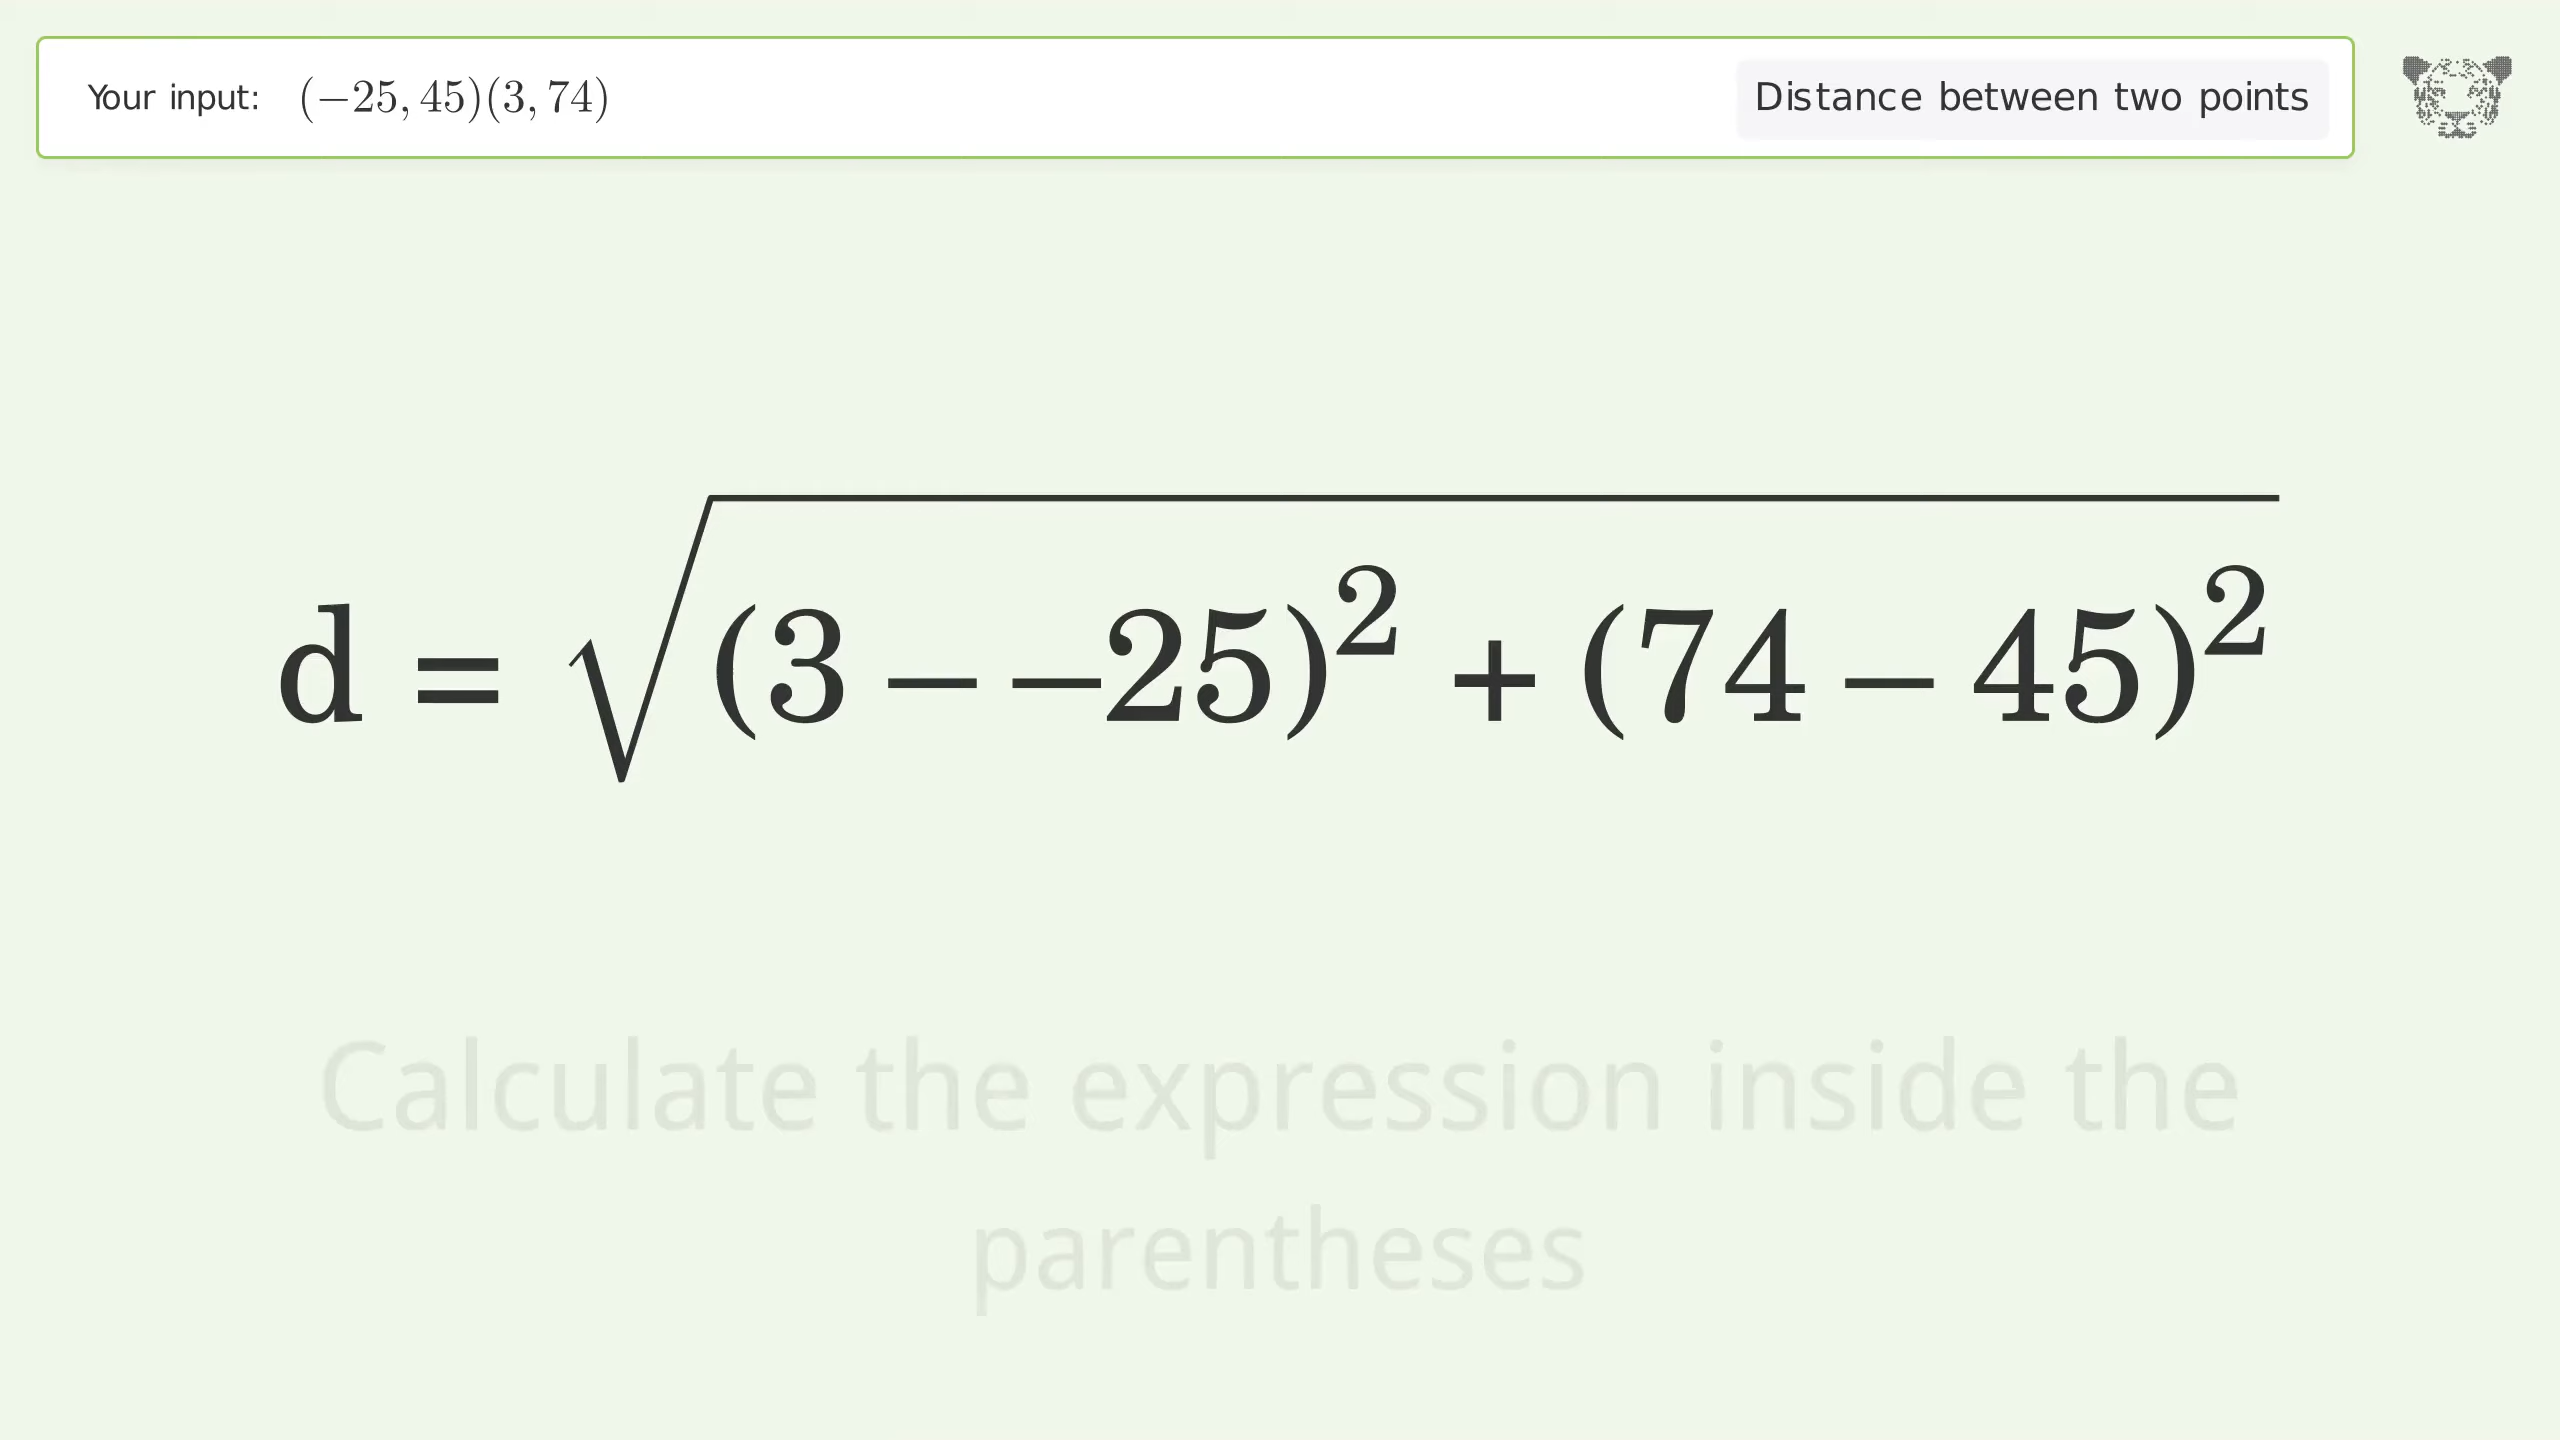 Your input: (−25, 45)(3, 74)
Distance between two points
d = √(3 − −25)² + (74 − 45)²
Calculate the expression inside the
parentheses